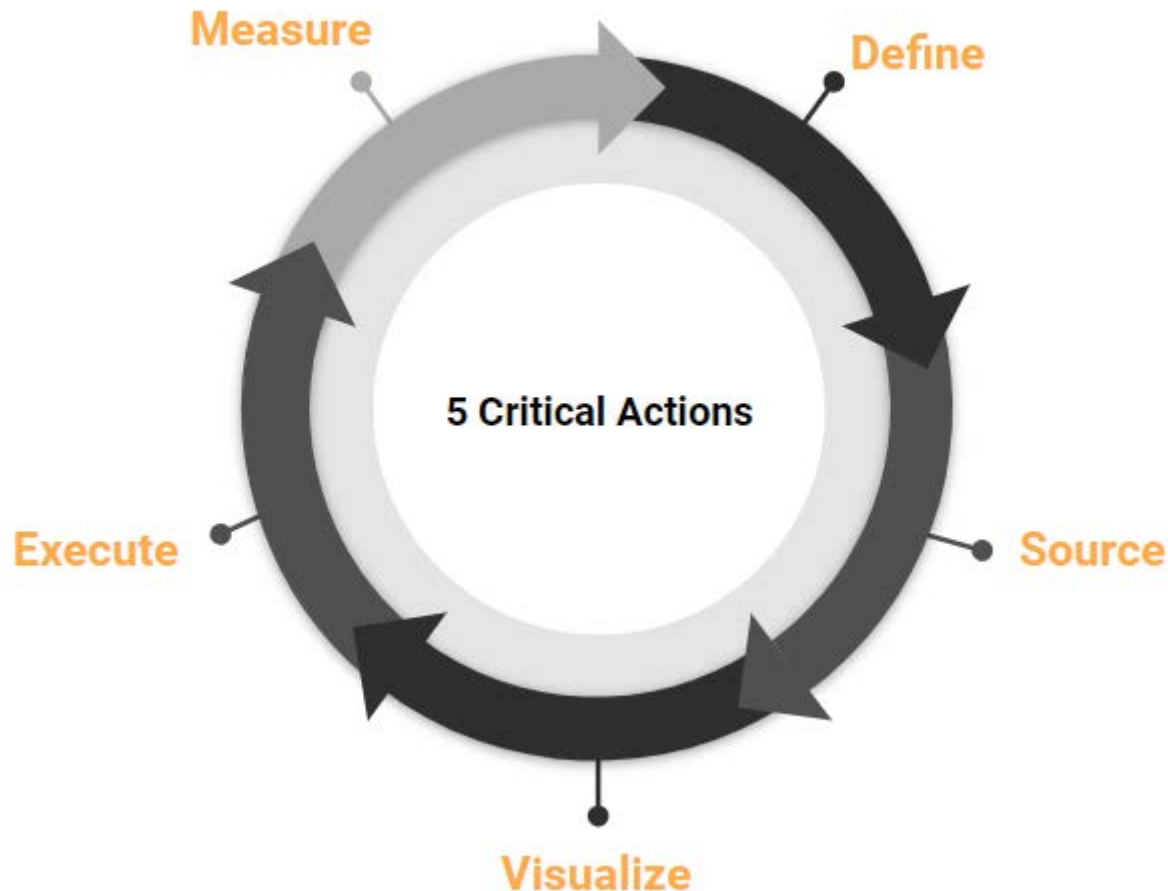 Measure
Define
5 Critical Actions
Execute
Source
Visualize